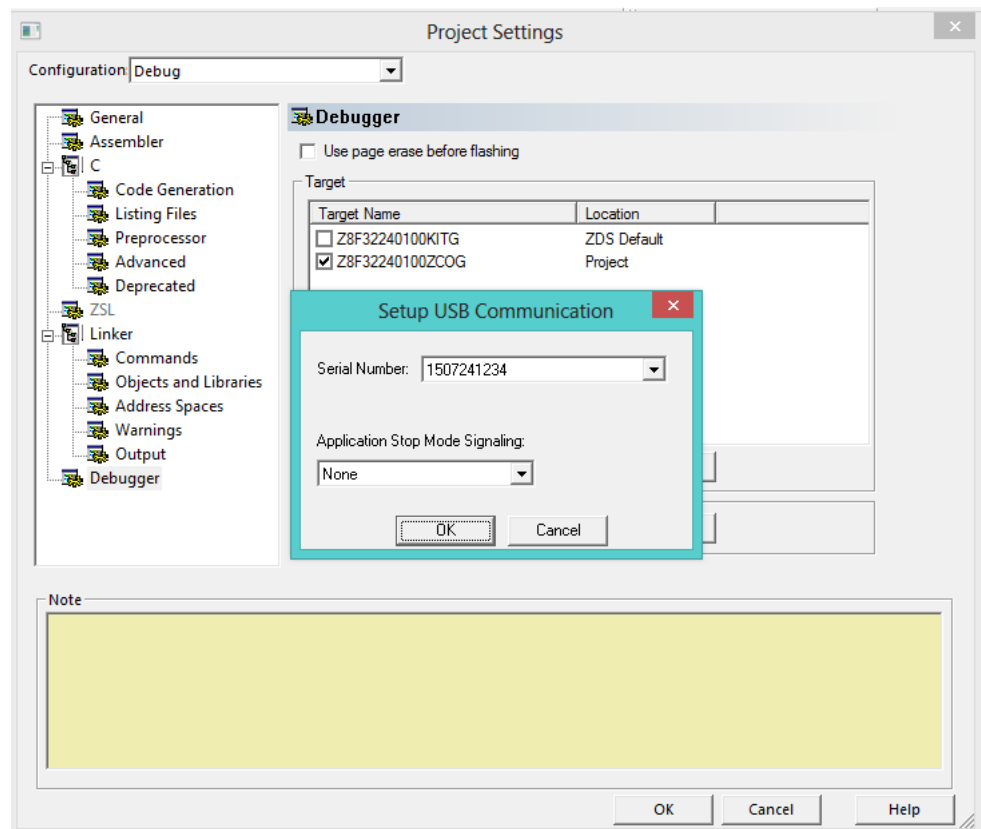 Project Settings
Configuration: Debug
General
Assembler
C
Code Generation
Listing Files
Preprocessor
Advanced
Deprecated
ZSL
Linker
Commands
Objects and Libraries
Address Spaces
Warnings
Output
Debugger
Debugger
Use page erase before flashing
Target
Target Name Location
Z8F32240100KITG ZDS Default
Z8F32240100ZCOG Project
Setup USB Communication
Serial Number: 1507241234
Application Stop Mode Signaling:
None
OK Cancel
Note
OK Cancel Help